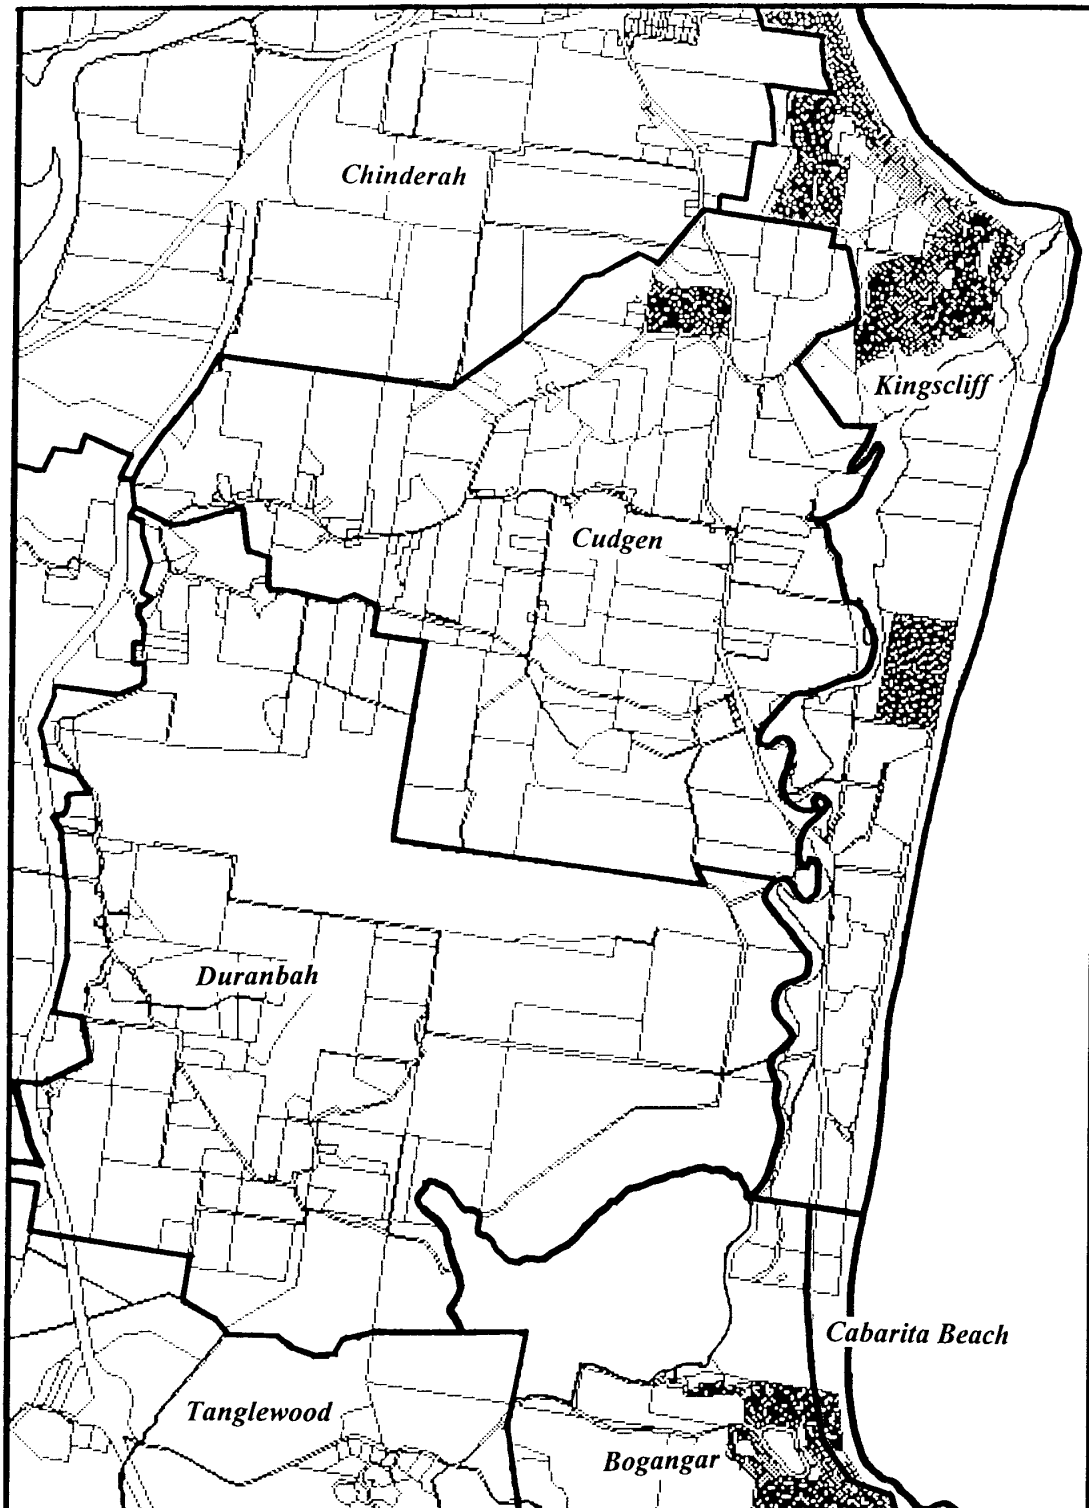 Chinderah
Kingscliff
Cudgen
Duranbah
Cabarita Beach
Tanglewood
Bogangar